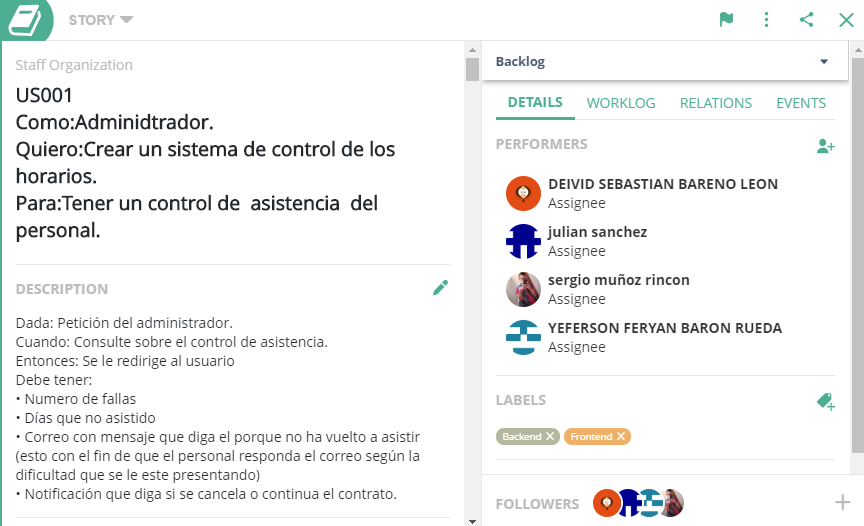 STORY
Staff Organization
US001
Como:Adminidtrador.
Quiero:Crear un sistema de control de los
horarios.
Para:Tener un control de  asistencia  del
personal.
DESCRIPTION
Dada: Petición del administrador.
Cuando: Consulte sobre el control de asistencia.
Entonces: Se le redirige al usuario
Debe tener:
• Numero de fallas
• Días que no asistido
• Correo con mensaje que diga el porque no ha vuelto a asistir
(esto con el fin de que el personal responda el correo según la
dificultad que se le este presentando)
• Notificación que diga si se cancela o continua el contrato.
Backlog
DETAILS WORKLOG RELATIONS EVENTS
PERFORMERS
DEIVID SEBASTIAN BARENO LEON
Assignee
julian sanchez
Assignee
sergio muñoz rincon
Assignee
YEFERSON FERYAN BARON RUEDA
Assignee
LABELS
Backend X Frontend X
FOLLOWERS